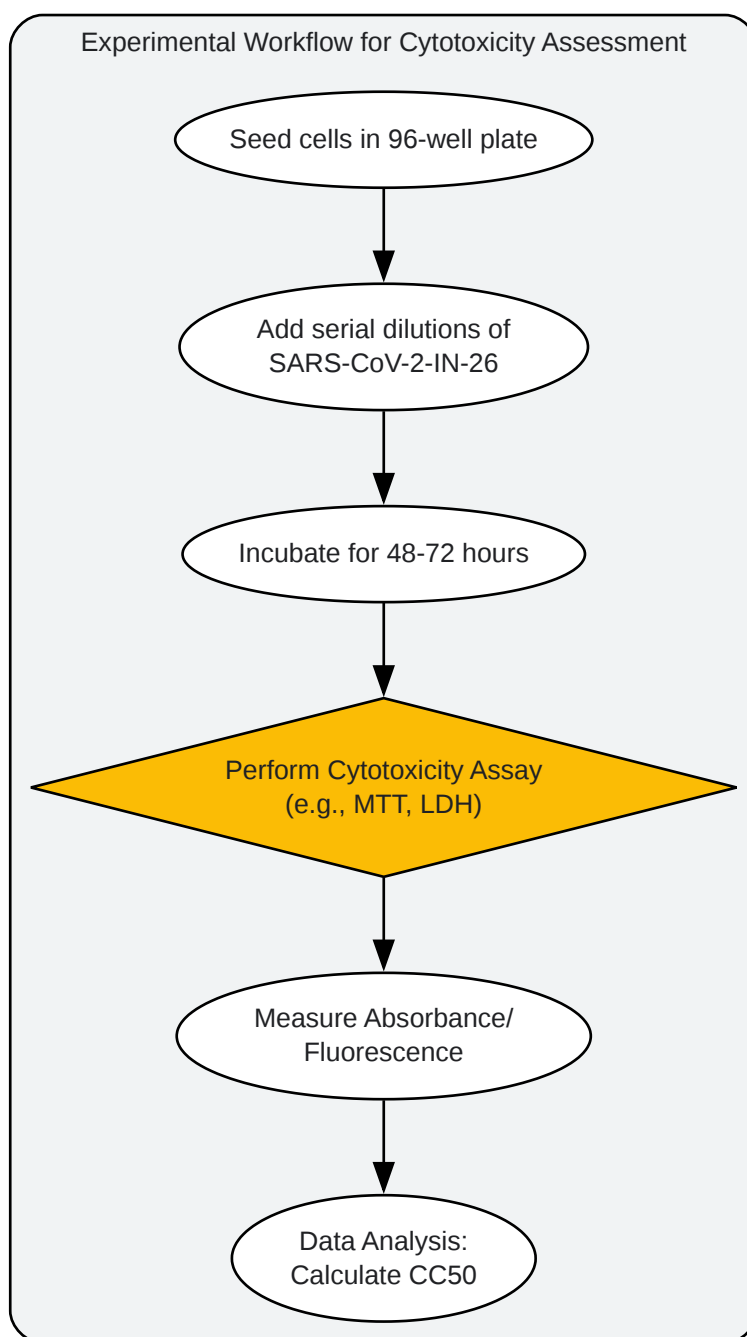 Experimental Workflow for Cytotoxicity Assessment
Seed cells in 96-well plate
Add serial dilutions of
SARS-CoV-2-IN-26
Incubate for 48-72 hours
Perform Cytotoxicity Assay
(e.g., MTT, LDH)
Measure Absorbance/
Fluorescence
Data Analysis:
Calculate CC50